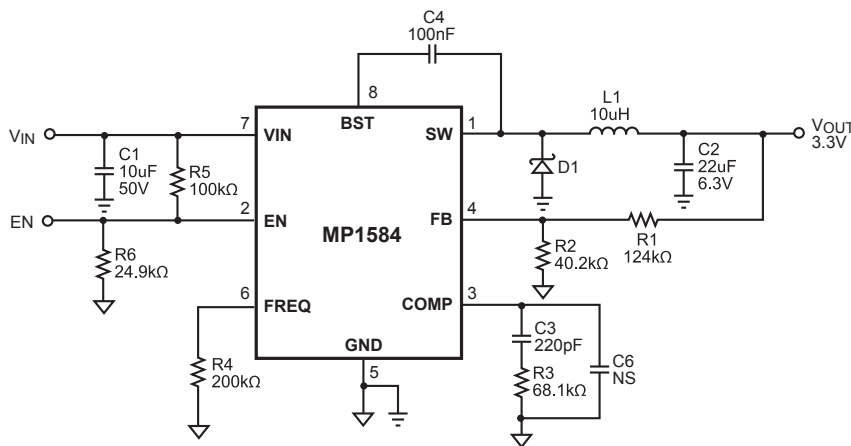 C4
100nF
8
BST
L1
10uH
VIN
7
VIN
SW
1
VOUT
3.3V
C1
10uF
50V
R5
100kΩ
D1
C2
22uF
6.3V
EN
2
EN
MP1584
FB
4
R6
24.9kΩ
R2
40.2kΩ
R1
124kΩ
6
FREQ
COMP
3
GND
5
R4
200kΩ
C3
220pF
R3
68.1kΩ
C6
NS